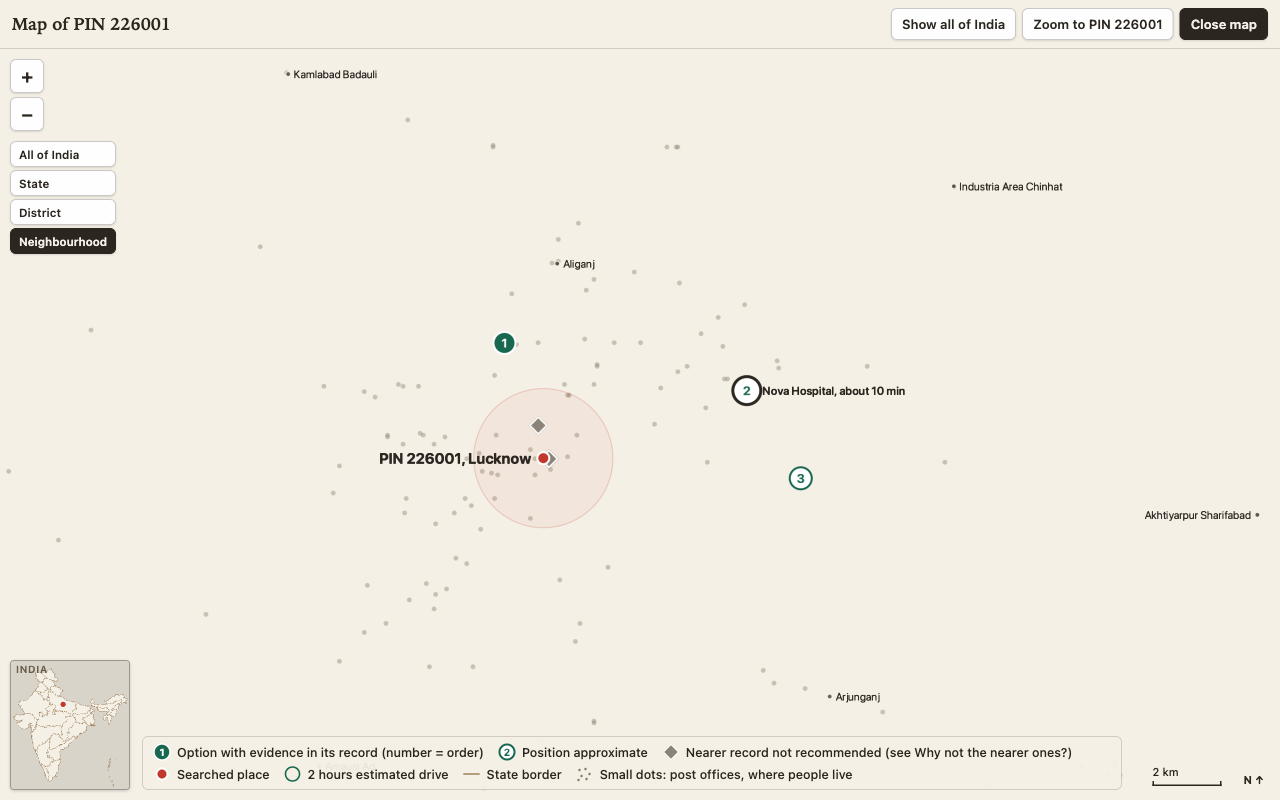 Map of PIN 226001
Show all of India
Zoom to PIN 226001
Close map
+
−
All of India
State
District
Neighbourhood
Kamlabad Badauli
Industria Area Chinhat
Aliganj
1
2
Nova Hospital, about 10 min
PIN 226001, Lucknow
3
Akhtiyarpur Sharifabad
Arjunganj
INDIA
1 Option with evidence in its record (number = order)
2 Position approximate
Nearer record not recommended (see Why not the nearer ones?)
Searched place
2 hours estimated drive
State border
Small dots: post offices, where people live
2 km
N ↑